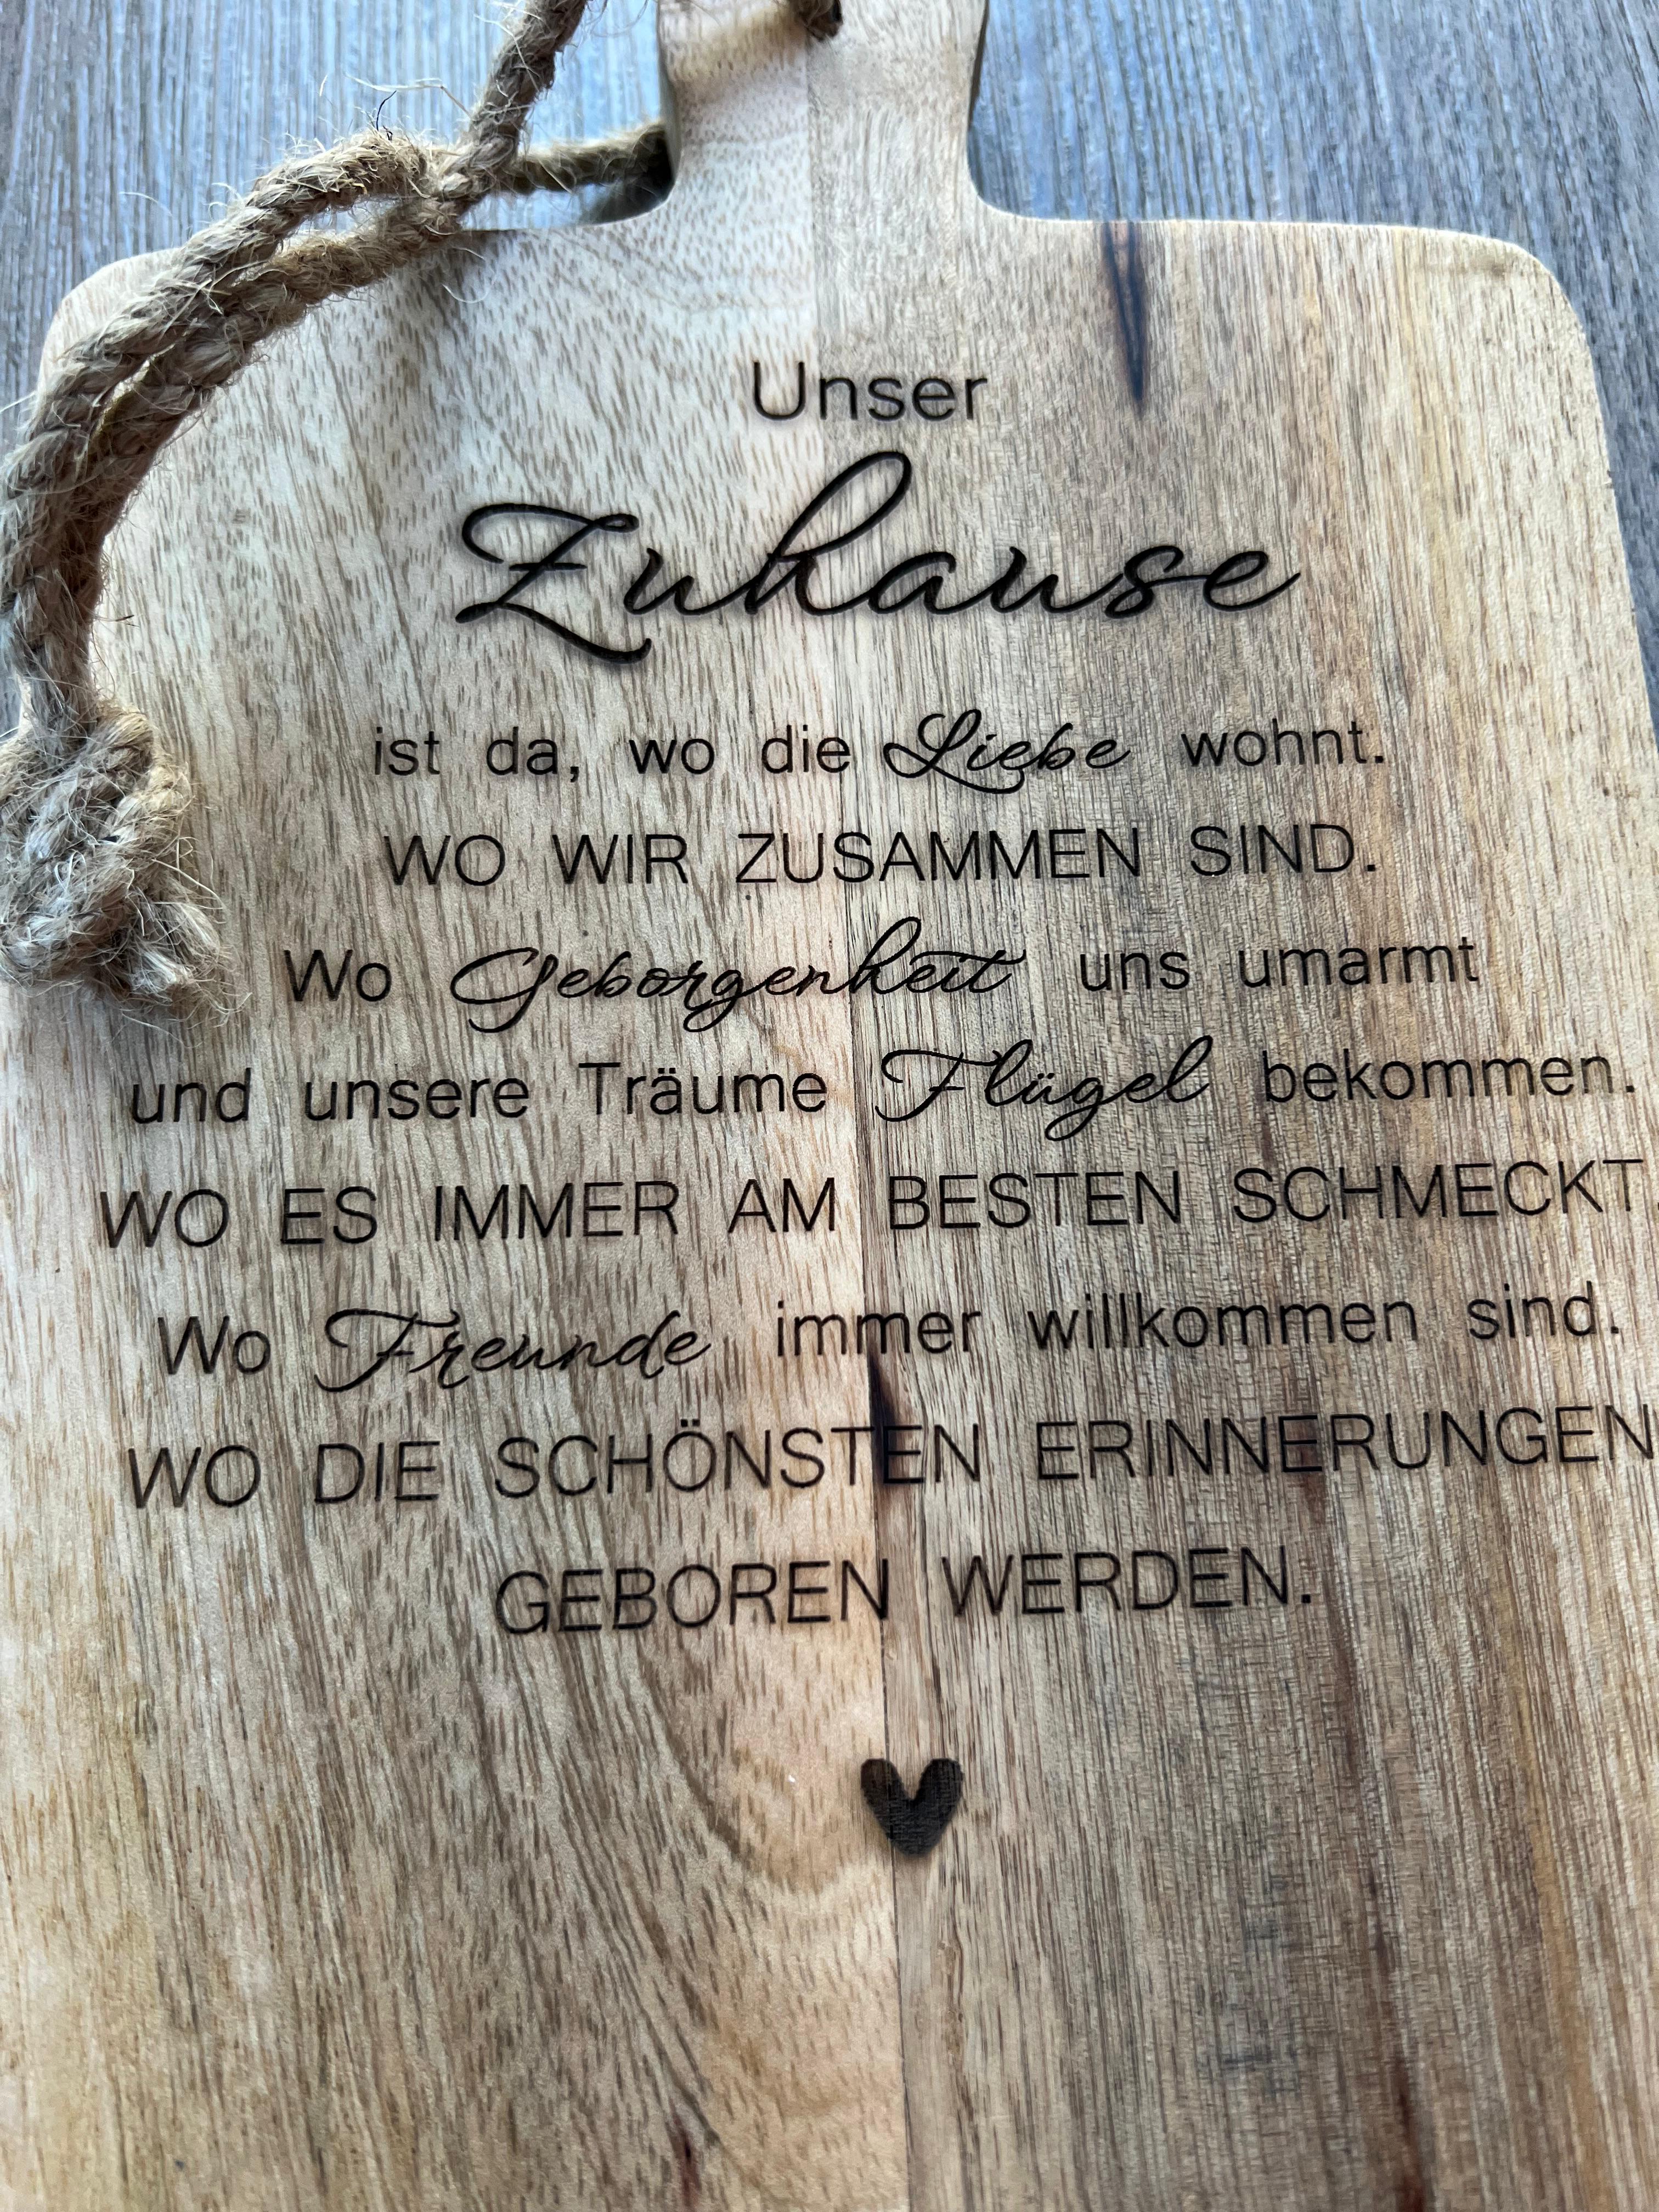 Unser
Zuhause
ist da, wo die Liebe wohnt.
WO WIR ZUSAMMEN SIND.
Wo Geborgenheit uns umarmt
und unsere Träume Flügel bekommen.
WO ES IMMER AM BESTEN SCHMECKT.
Wo Freunde immer willkommen sind.
WO DIE SCHÖNSTEN ERINNERUNGEN
GEBOREN WERDEN.